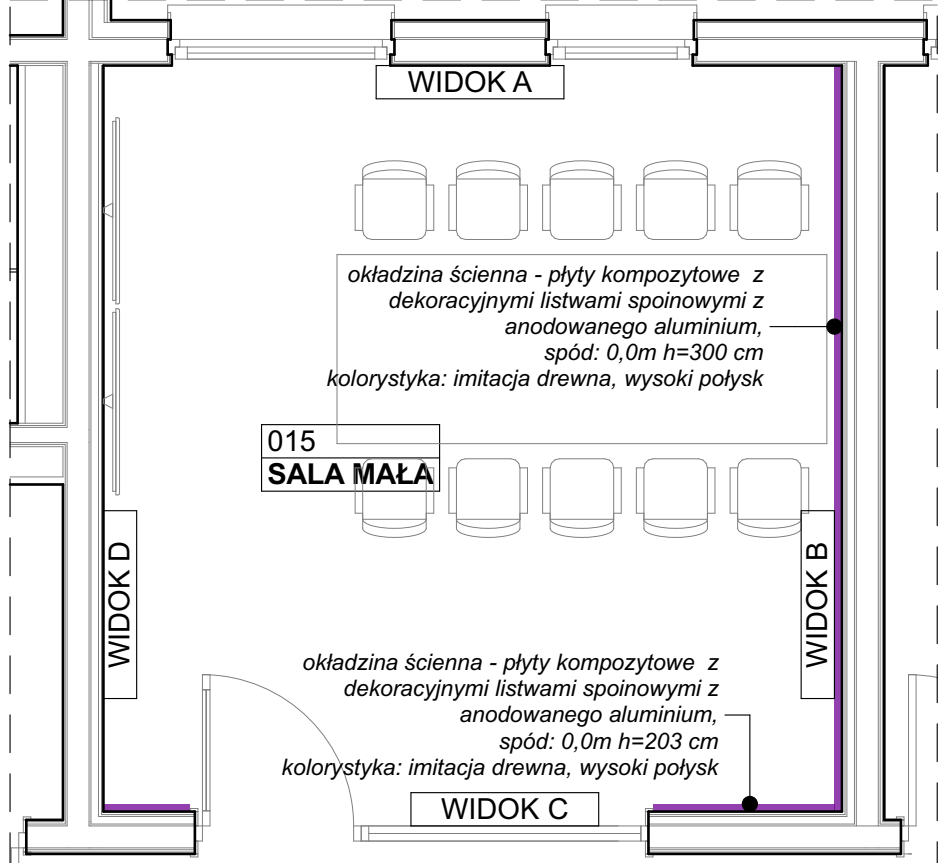 WIDOK A
okładzina ścienna - płyty kompozytowe z
dekoracyjnymi listwami spoinowymi z
anodowanego aluminium,
spód: 0,0m h=300 cm
kolorystyka: imitacja drewna, wysoki połysk
015
SALA MAŁA
WIDOK D
WIDOK B
okładzina ścienna - płyty kompozytowe z
dekoracyjnymi listwami spoinowymi z
anodowanego aluminium,
spód: 0,0m h=203 cm
kolorystyka: imitacja drewna, wysoki połysk
WIDOK C